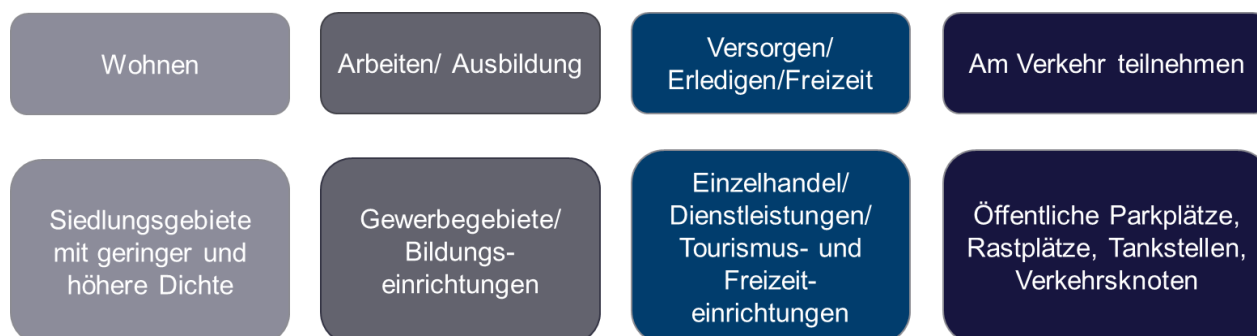 Wohnen
Arbeiten/ Ausbildung
Versorgen/
Erledigen/Freizeit
Am Verkehr teilnehmen
Siedlungsgebiete
mit geringer und
höhere Dichte
Gewerbegebiete/
Bildungs-
einrichtungen
Einzelhandel/
Dienstleistungen/
Tourismus- und
Freizeit-
einrichtungen
Öffentliche Parkplätze,
Rastplätze, Tankstellen,
Verkehrsknoten